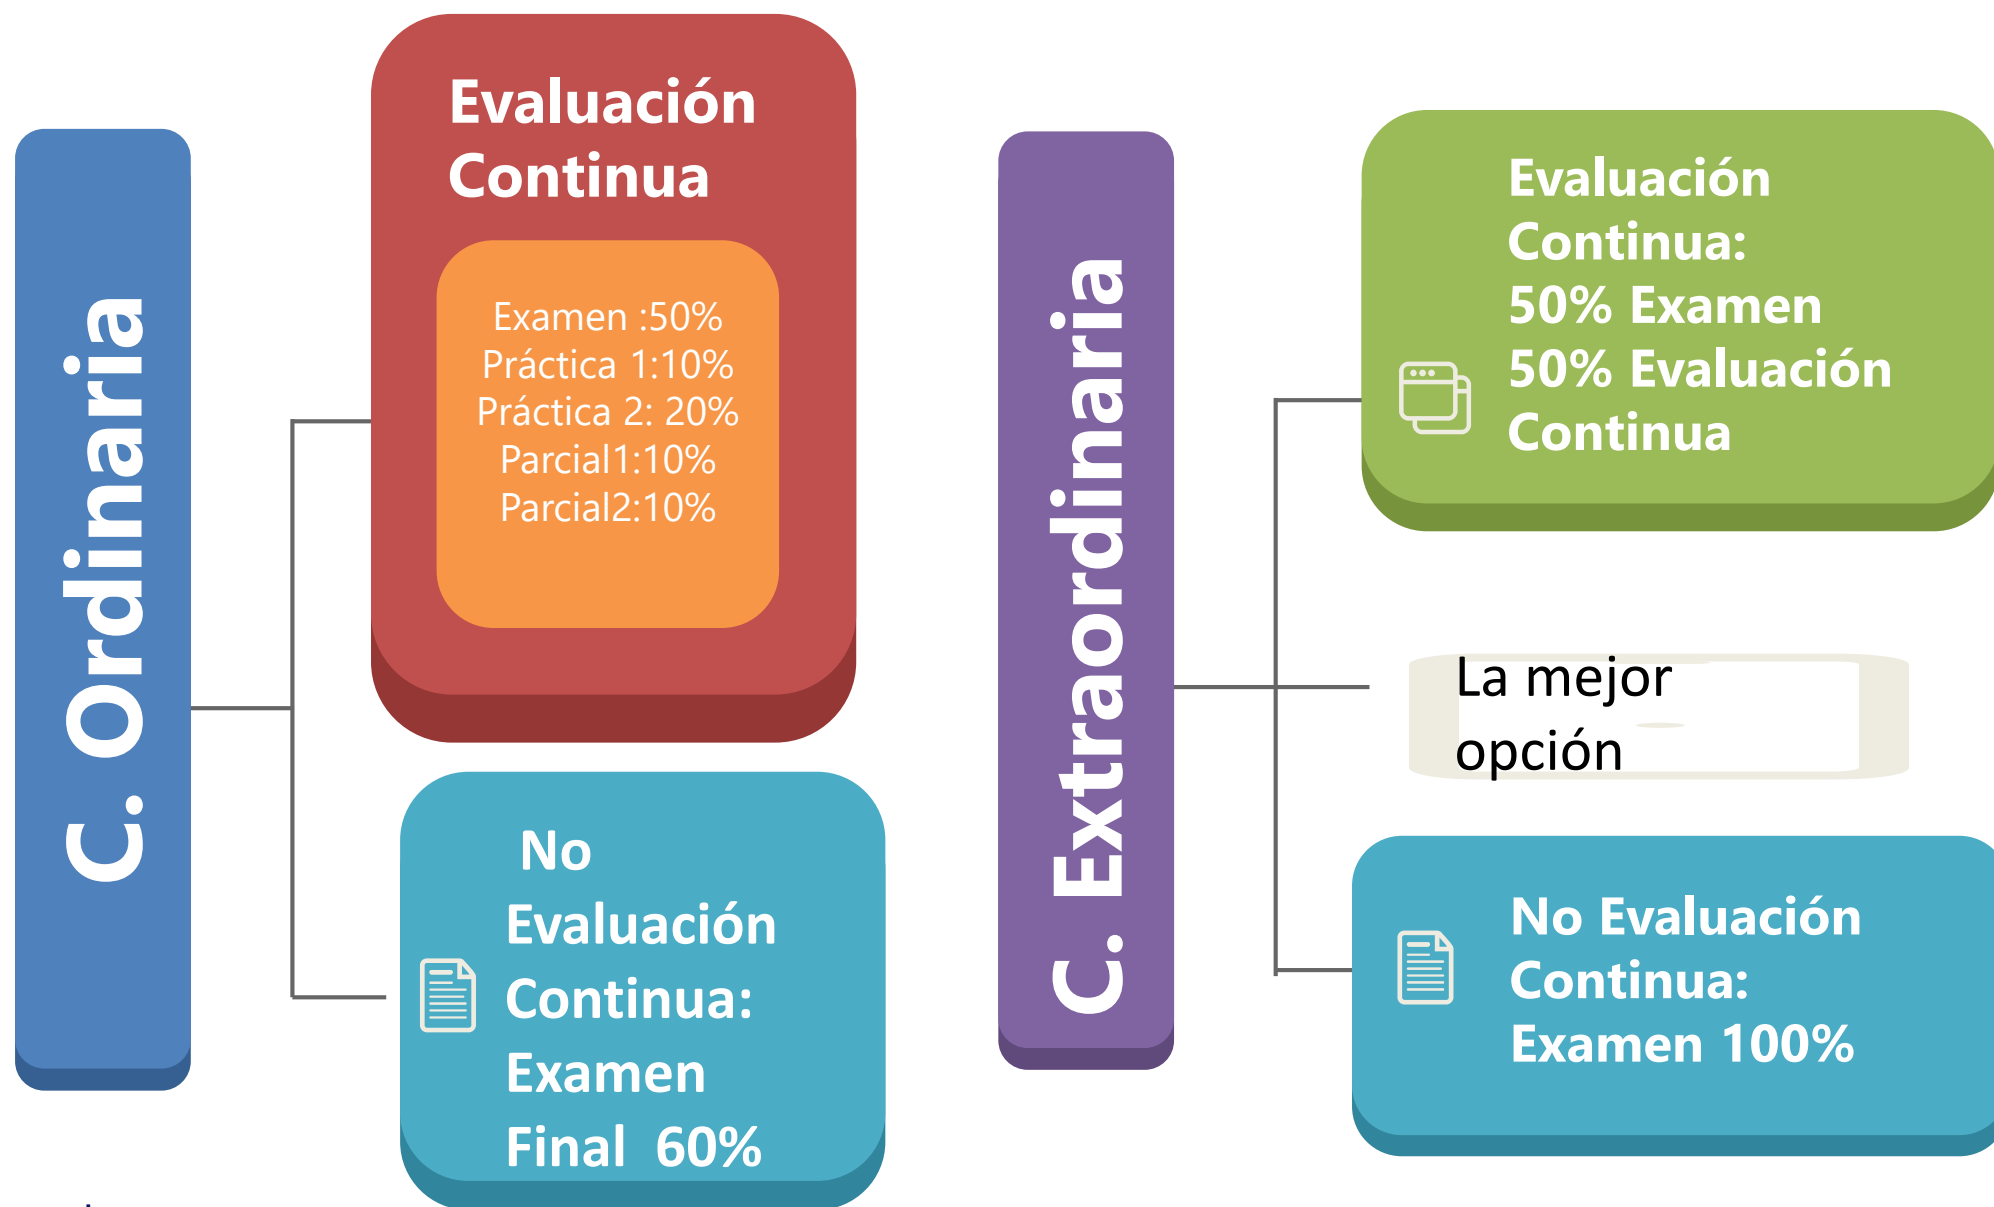 C. Ordinaria
Evaluación
Continua
Examen :50%
Práctica 1:10%
Práctica 2: 20%
Parcial1:10%
Parcial2:10%
No
Evaluación
Continua:
Examen
Final 60%
C. Extraordinaria
Evaluación
Continua:
50% Examen
50% Evaluación
Continua
La mejor
opción
No Evaluación
Continua:
Examen 100%